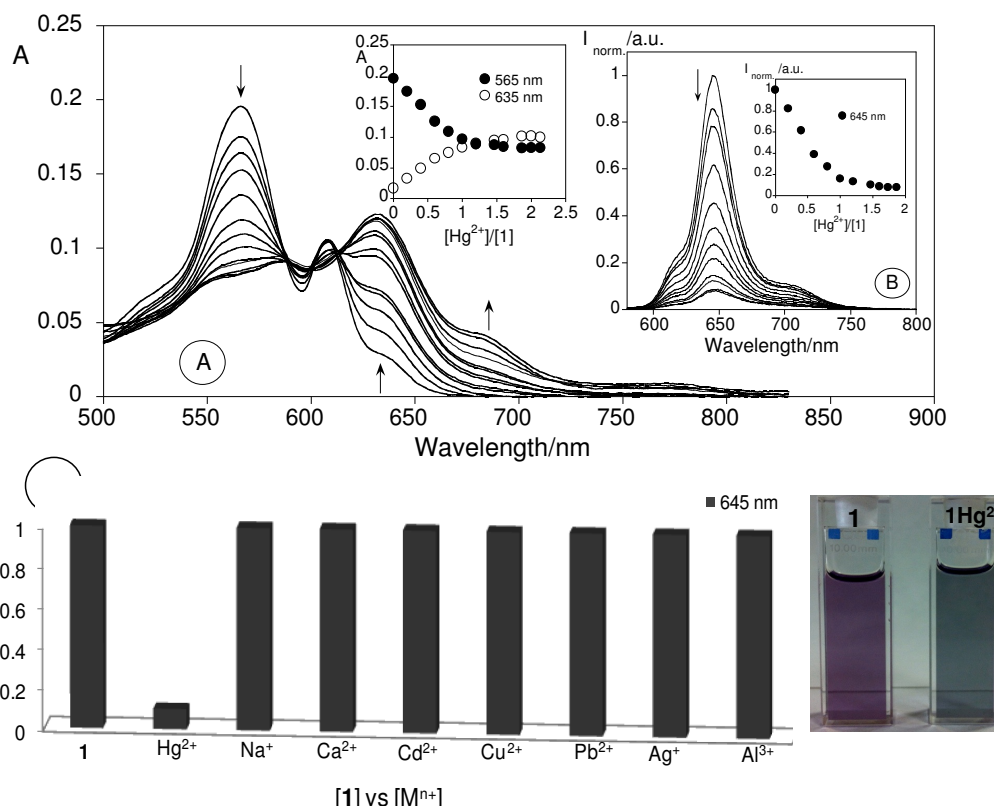 A
0.25
0.2
0.15
0.1
0.05
0
500 550 600 650 700 750 800 850 900
Wavelength/nm
A
A
0.25
0.2
0.15
0.1
0.05
0
0 0.5 1 1.5 2 2.5
[Hg²⁺]/[1]
565 nm
635 nm
I norm. /a.u.
1
0.8
0.6
0.4
0.2
0
600 650 700 750 800
Wavelength/nm
B
I norm. /a.u.
1
0.8
0.6
0.4
0.2
0
0 0.5 1 1.5 2
[Hg²⁺]/[1]
645 nm
645 nm
1
0.8
0.6
0.4
0.2
0
1 Hg²⁺ Na⁺ Ca²⁺ Cd²⁺ Cu²⁺ Pb²⁺ Ag⁺ Al³⁺
[1] vs [Mⁿ⁺]
1 1Hg²
10.00mm